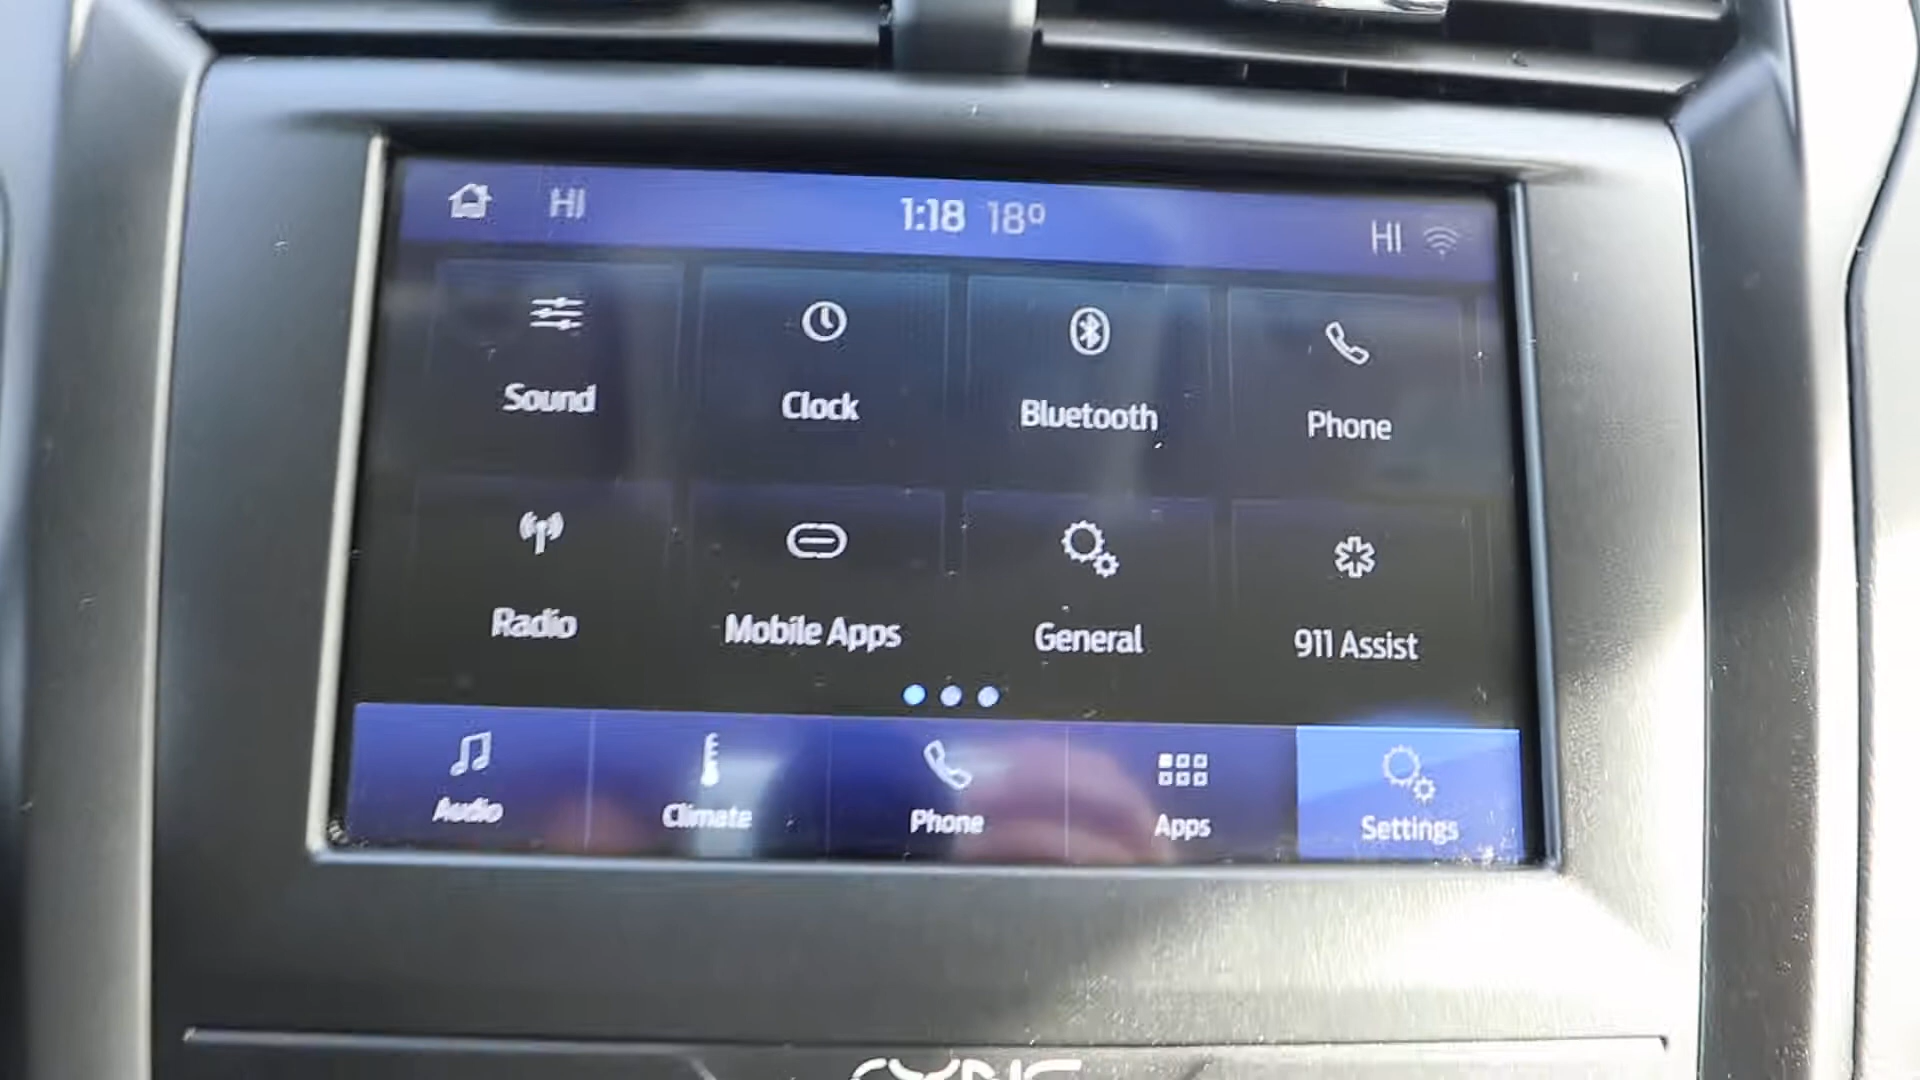 HI 1:18 18° HI
Sound Clock Bluetooth Phone
Radio Mobile Apps General 911 Assist
Audio Climate Phone Apps Settings
SYNC